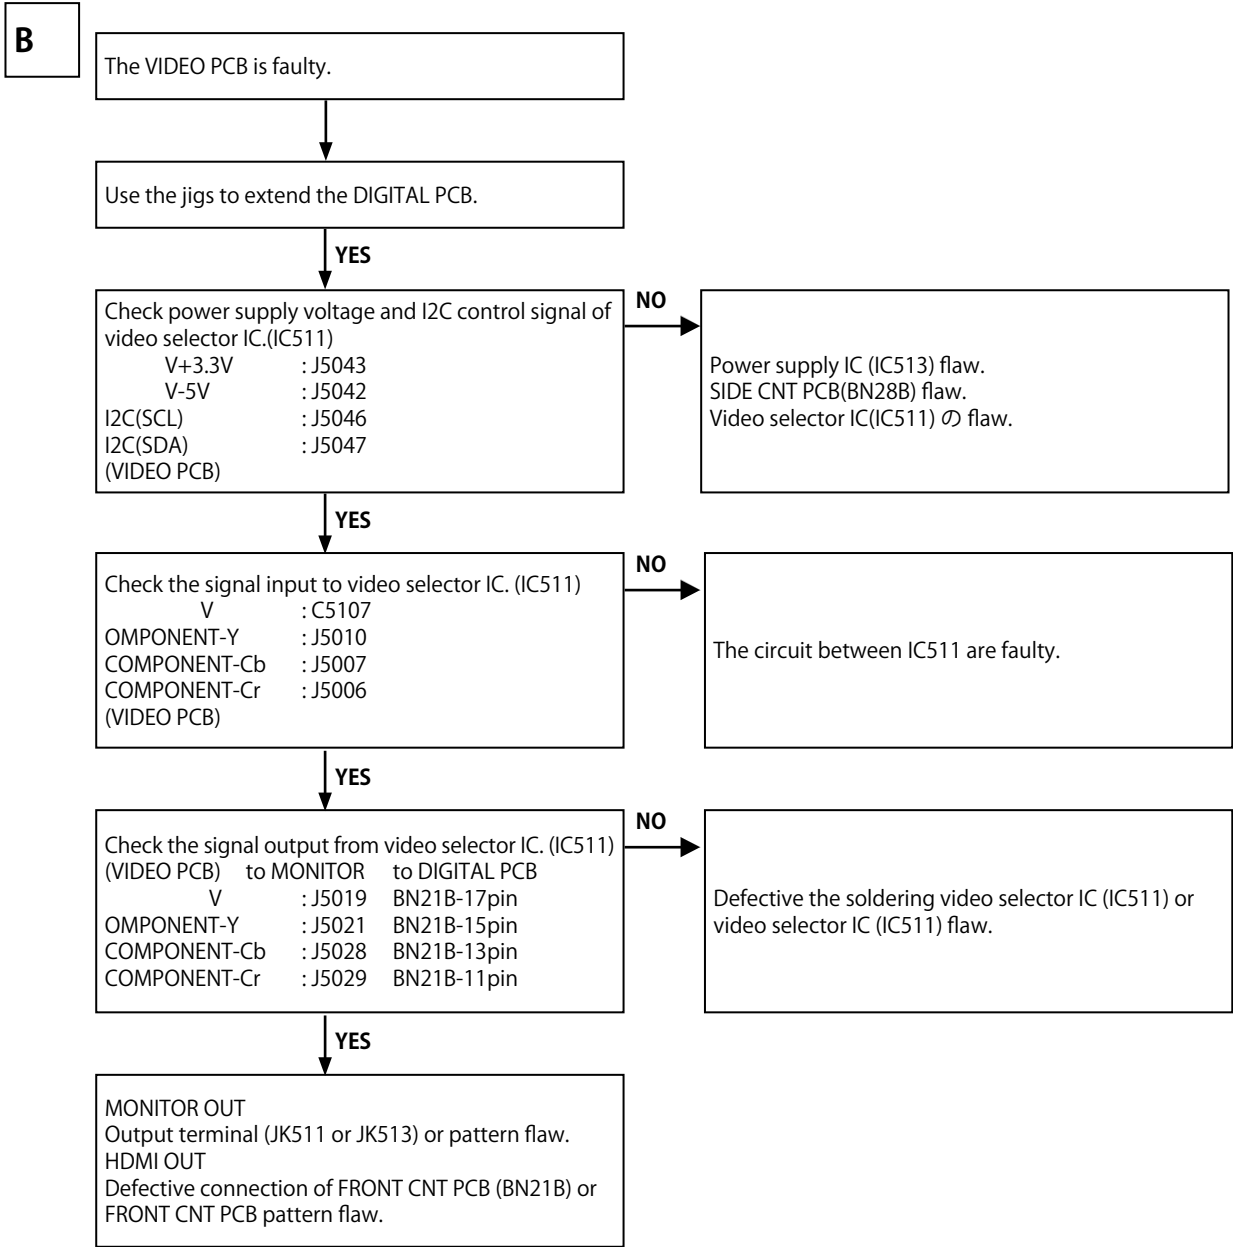 B
The VIDEO PCB is faulty.
Use the jigs to extend the DIGITAL PCB.
YES
Check power supply voltage and I2C control signal of
video selector IC.(IC511)
V+3.3V : J5043
V-5V : J5042
I2C(SCL) : J5046
I2C(SDA) : J5047
(VIDEO PCB)
NO
Power supply IC (IC513) flaw.
SIDE CNT PCB(BN28B) flaw.
Video selector IC(IC511) の flaw.
YES
Check the signal input to video selector IC. (IC511)
V : C5107
OMPONENT-Y : J5010
COMPONENT-Cb : J5007
COMPONENT-Cr : J5006
(VIDEO PCB)
NO
The circuit between IC511 are faulty.
YES
Check the signal output from video selector IC. (IC511)
(VIDEO PCB) to MONITOR to DIGITAL PCB
V : J5019 BN21B-17pin
OMPONENT-Y : J5021 BN21B-15pin
COMPONENT-Cb : J5028 BN21B-13pin
COMPONENT-Cr : J5029 BN21B-11pin
NO
Defective the soldering video selector IC (IC511) or
video selector IC (IC511) flaw.
YES
MONITOR OUT
Output terminal (JK511 or JK513) or pattern flaw.
HDMI OUT
Defective connection of FRONT CNT PCB (BN21B) or
FRONT CNT PCB pattern flaw.